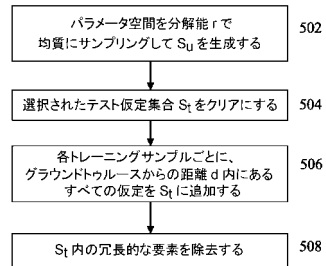 パラメータ空間を分解能 r で
均質にサンプリングして Su を生成する
502
選択されたテスト仮定集合 St をクリアにする
504
各トレーニングサンプルごとに、
グラウンドトゥルースからの距離 d 内にある
すべての仮定を St に追加する
506
St 内の冗長的な要素を除去する
508